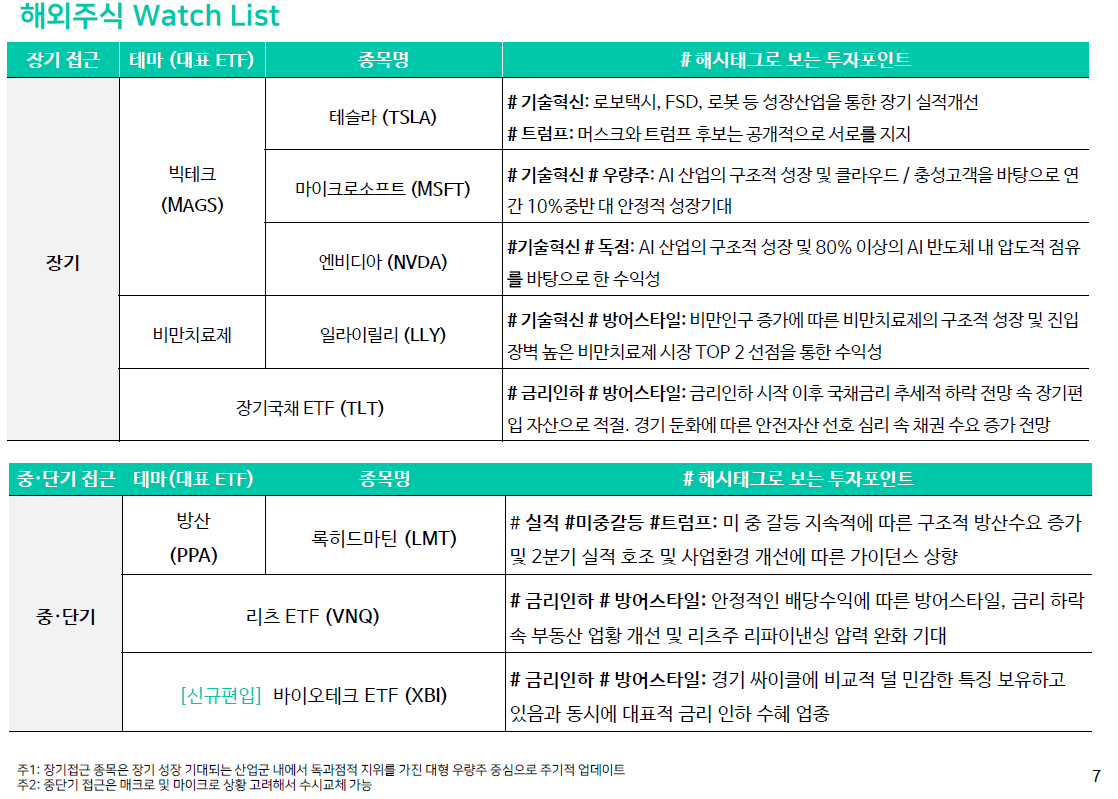 해외주식 Watch List
장기 접근 테마 (대표 ETF) 종목명 # 해시태그로 보는 투자포인트
장기
빅테크
(MAGS)
테슬라 (TSLA)
# 기술혁신: 로보택시, FSD, 로봇 등 성장산업을 통한 장기 실적개선
# 트럼프: 머스크와 트럼프 후보는 공개적으로 서로를 지지
마이크로소프트 (MSFT)
# 기술혁신 # 우량주: AI 산업의 구조적 성장 및 클라우드 / 충성고객을 바탕으로 연
간 10%중반 대 안정적 성장기대
엔비디아 (NVDA)
#기술혁신 # 독점: AI 산업의 구조적 성장 및 80% 이상의 AI 반도체 내 압도적 점유
를 바탕으로 한 수익성
비만치료제
일라이릴리 (LLY)
# 기술혁신 # 방어스타일: 비만인구 증가에 따른 비만치료제의 구조적 성장 및 진입
장벽 높은 비만치료제 시장 TOP 2 선점을 통한 수익성
장기국채 ETF (TLT)
# 금리인하 # 방어스타일: 금리인하 시작 이후 국채금리 추세적 하락 전망 속 장기편
입 자산으로 적절. 경기 둔화에 따른 안전자산 선호 심리 속 채권 수요 증가 전망
중·단기 접근 테마(대표 ETF) 종목명 # 해시태그로 보는 투자포인트
중·단기
방산
(PPA)
록히드마틴 (LMT)
# 실적 #미중갈등 #트럼프: 미 중 갈등 지속적에 따른 구조적 방산수요 증가
및 2분기 실적 호조 및 사업환경 개선에 따른 가이던스 상향
리츠 ETF (VNQ)
# 금리인하 # 방어스타일: 안정적인 배당수익에 따른 방어스타일, 금리 하락
속 부동산 업황 개선 및 리츠주 리파이낸싱 압력 완화 기대
[신규편입] 바이오테크 ETF (XBI)
# 금리인하 # 방어스타일: 경기 싸이클에 비교적 덜 민감한 특징 보유하고
있음과 동시에 대표적 금리 인하 수혜 업종
주1: 장기접근 종목은 장기 성장 기대되는 산업군 내에서 독과점적 지위를 가진 대형 우량주 중심으로 주기적 업데이트
주2: 중단기 접근은 매크로 및 마이크로 상황 고려해서 수시교체 가능
7